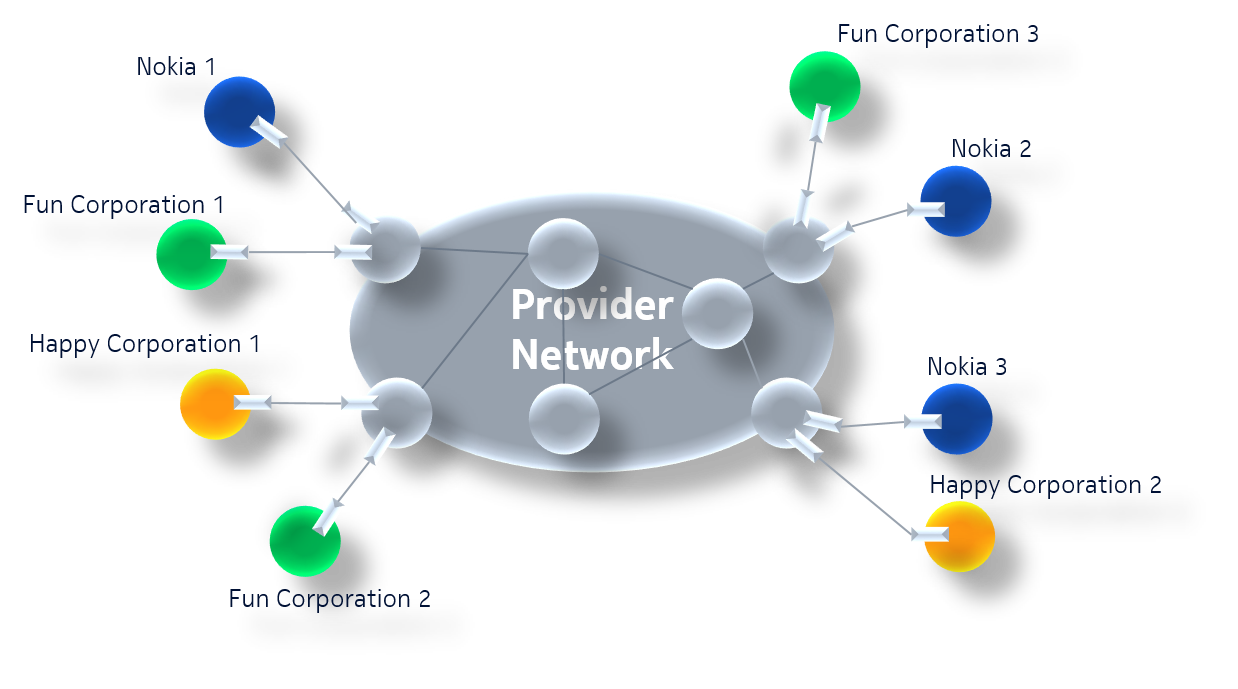 Fun Corporation 3
Nokia 1
Nokia 2
Fun Corporation 1
Provider
Network
Happy Corporation 1
Nokia 3
Happy Corporation 2
Fun Corporation 2